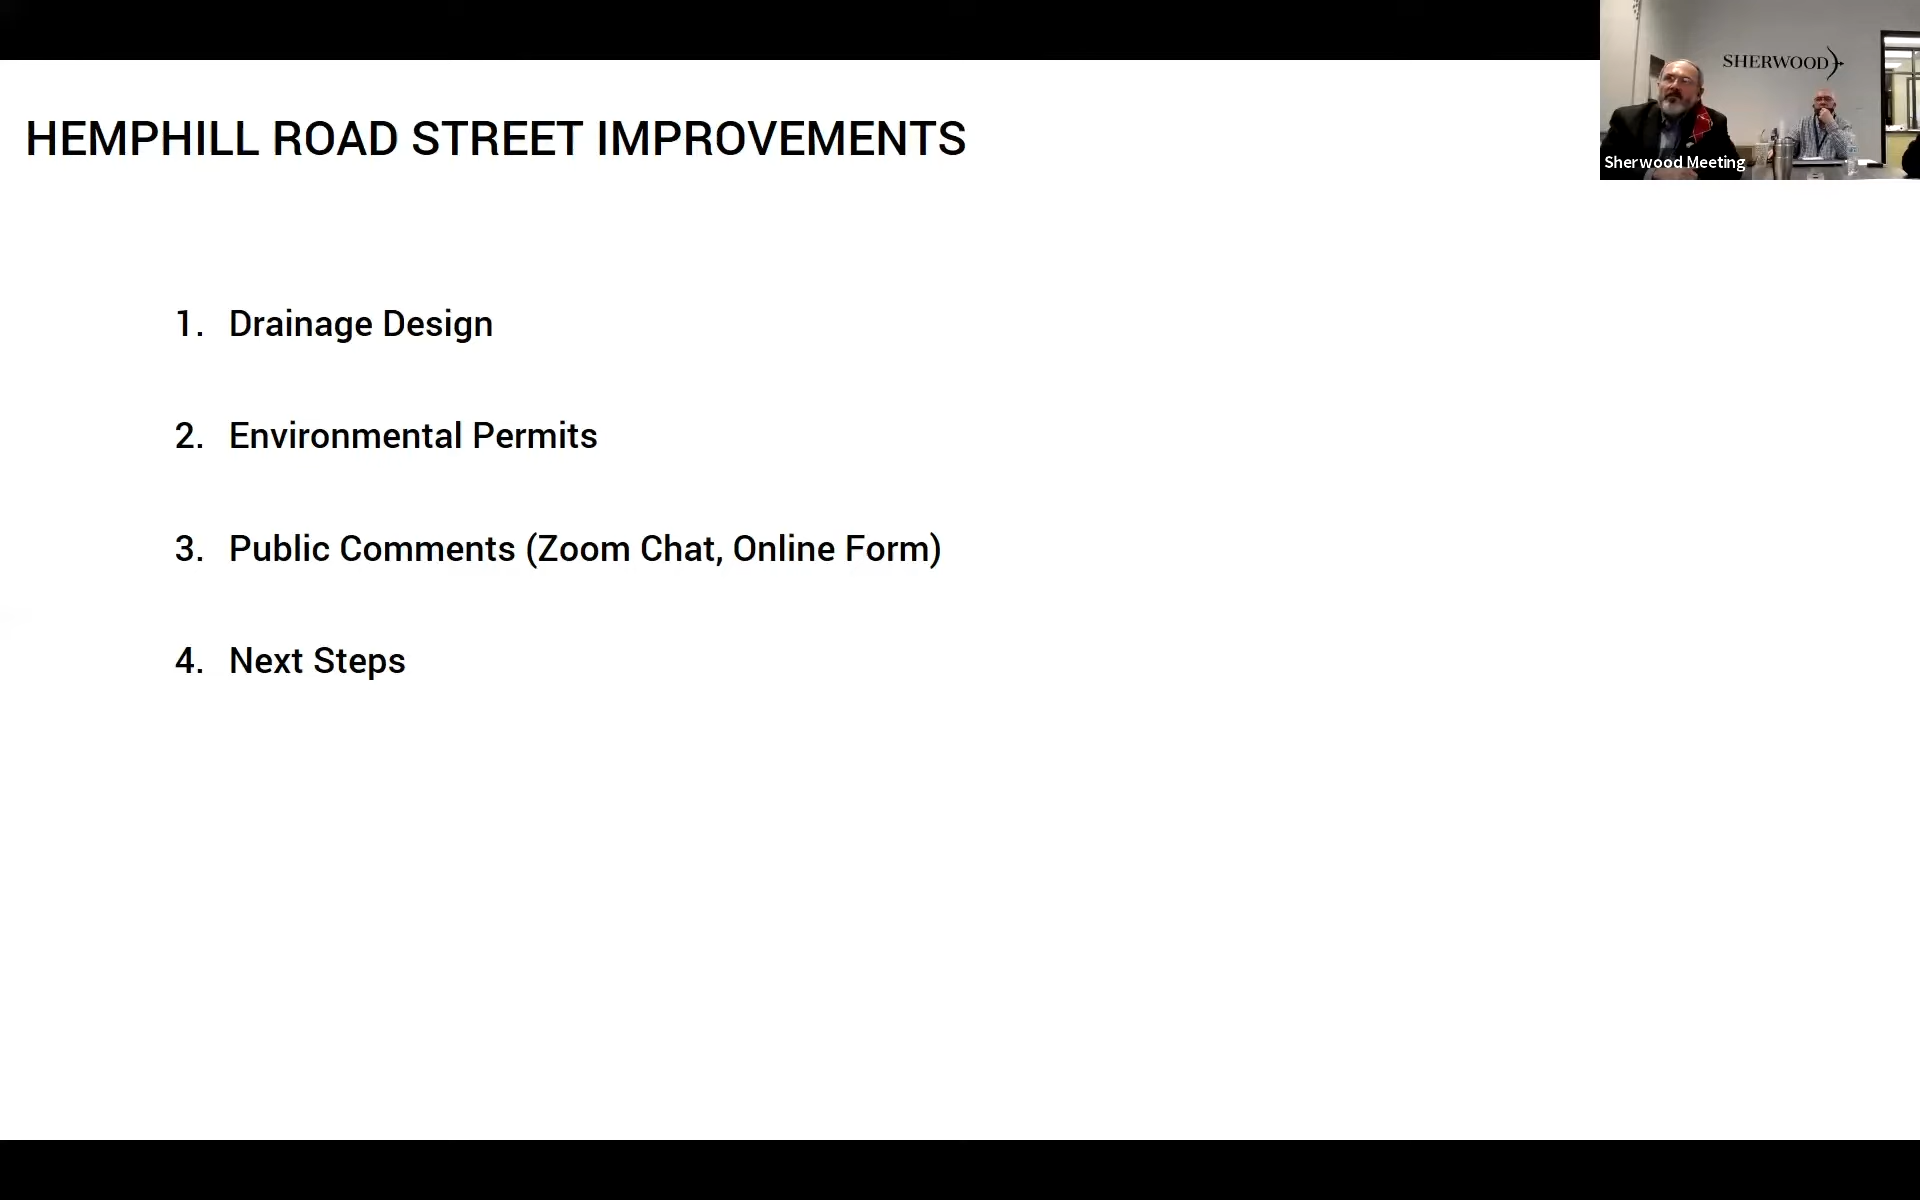 HEMPHILL ROAD STREET IMPROVEMENTS
SHERWOOD
Sherwood Meeting
1. Drainage Design
2. Environmental Permits
3. Public Comments (Zoom Chat, Online Form)
4. Next Steps